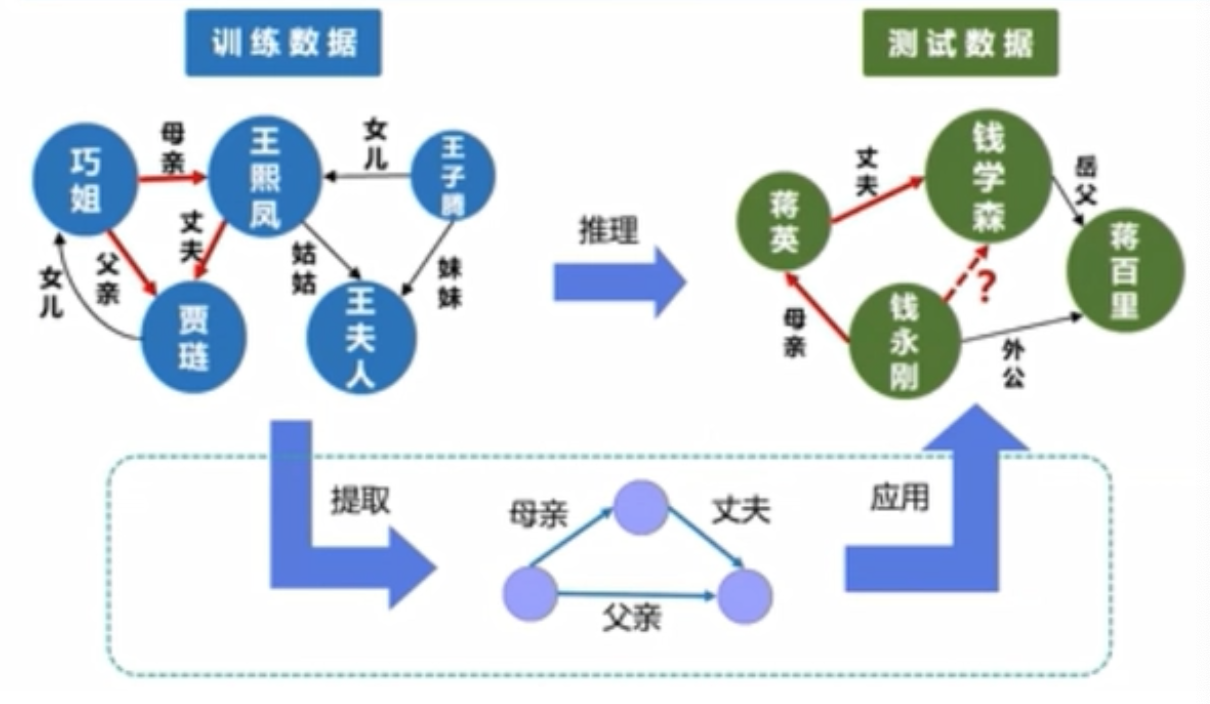 训练数据
测试数据
巧姐
母亲
王熙凤
女儿
王子腾
丈夫
父亲
女儿
姑姑
妹妹
贾琏
王夫人
推理
钱学森
丈夫
岳父
蒋英
蒋百里
?
钱永刚
母亲
外公
提取
母亲
丈夫
父亲
应用